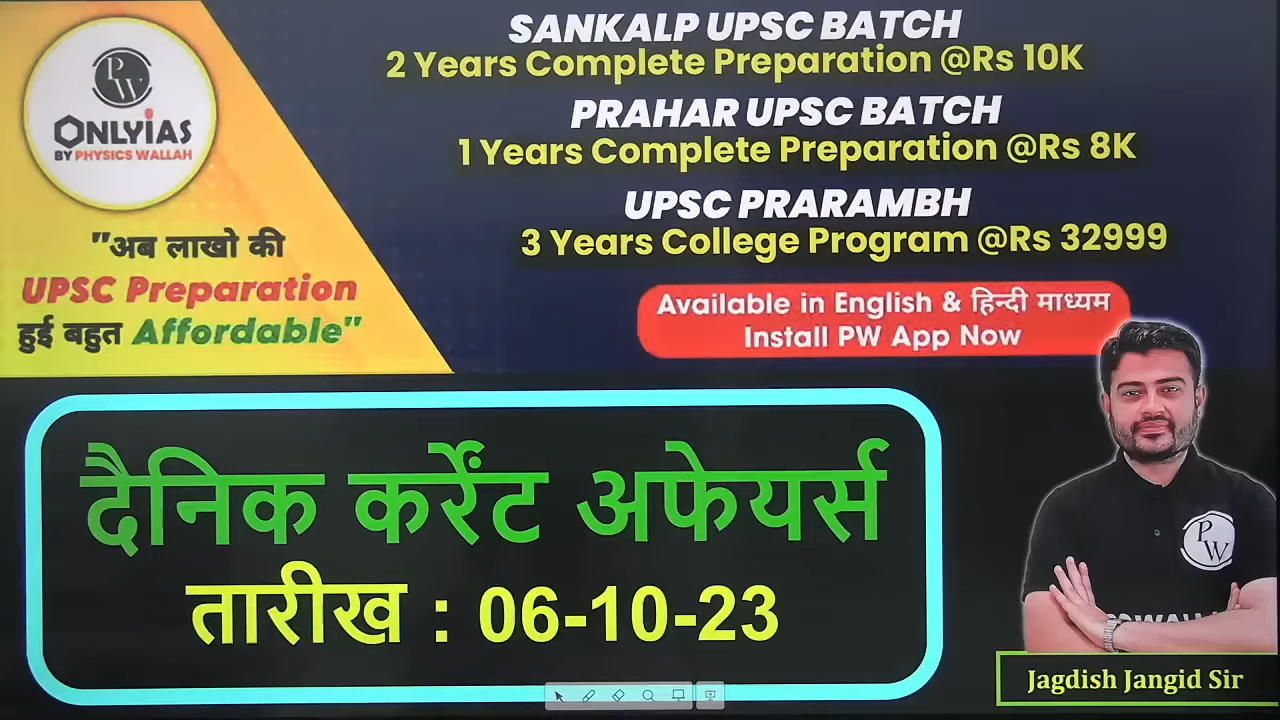 PW
ONLYIAS
BY PHYSICS WALLAH
"अब लाखो की
UPSC Preparation
हुई बहुत Affordable"
SANKALP UPSC BATCH
2 Years Complete Preparation @Rs 10K
PRAHAR UPSC BATCH
1 Years Complete Preparation @Rs 8K
UPSC PRARAMBH
3 Years College Program @Rs 32999
Available in English & हिन्दी माध्यम
Install PW App Now
दैनिक करेंट अफेयर्स
तारीख : 06-10-23
PW
Jagdish Jangid Sir